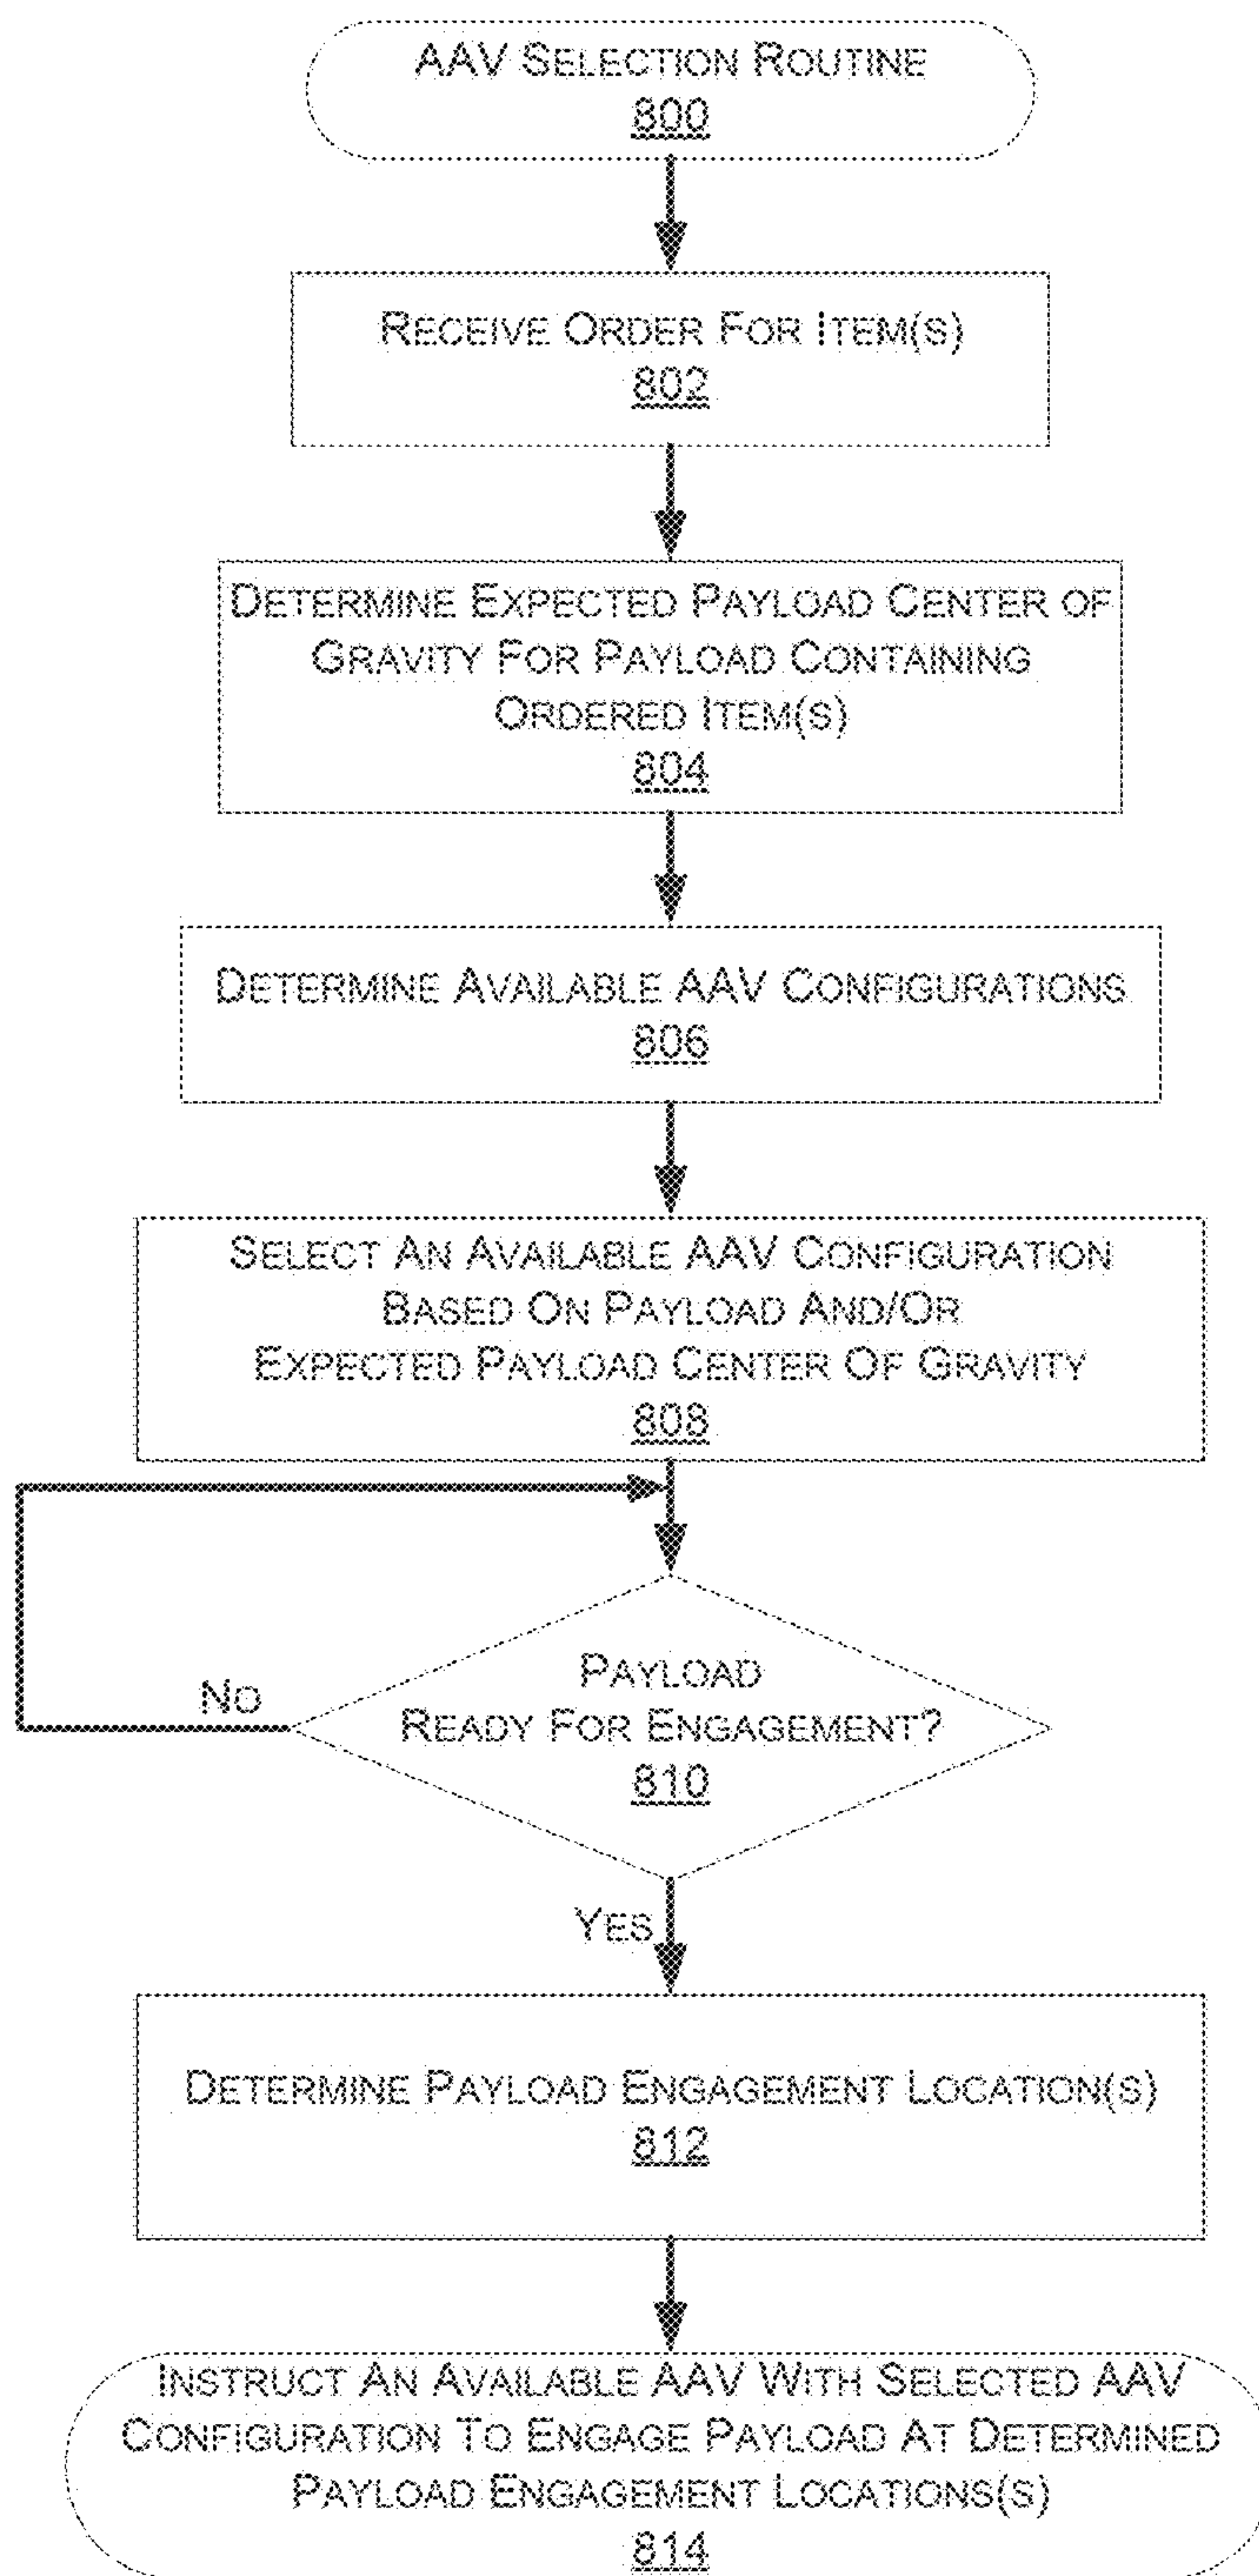 AAV SELECTION ROUTINE
800
RECEIVE ORDER FOR ITEM(S)
802
DETERMINE EXPECTED PAYLOAD CENTER OF
GRAVITY FOR PAYLOAD CONTAINING
ORDERED ITEM(S)
804
DETERMINE AVAILABLE AAV CONFIGURATIONS
806
SELECT AN AVAILABLE AAV CONFIGURATION
BASED ON PAYLOAD AND/OR
EXPECTED PAYLOAD CENTER OF GRAVITY
808
PAYLOAD
READY FOR ENGAGEMENT?
810
NO
YES
DETERMINE PAYLOAD ENGAGEMENT LOCATION(S)
812
INSTRUCT AN AVAILABLE AAV WITH SELECTED AAV
CONFIGURATION TO ENGAGE PAYLOAD AT DETERMINED
PAYLOAD ENGAGEMENT LOCATIONS(S)
814